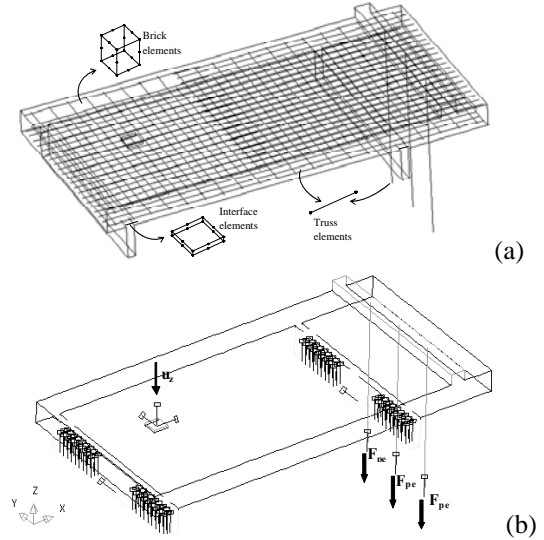 Brick
elements
Interface
elements
Truss
elements
(a)
u_z
F_ne
F_pe
F_pe
Z
Y
X
(b)